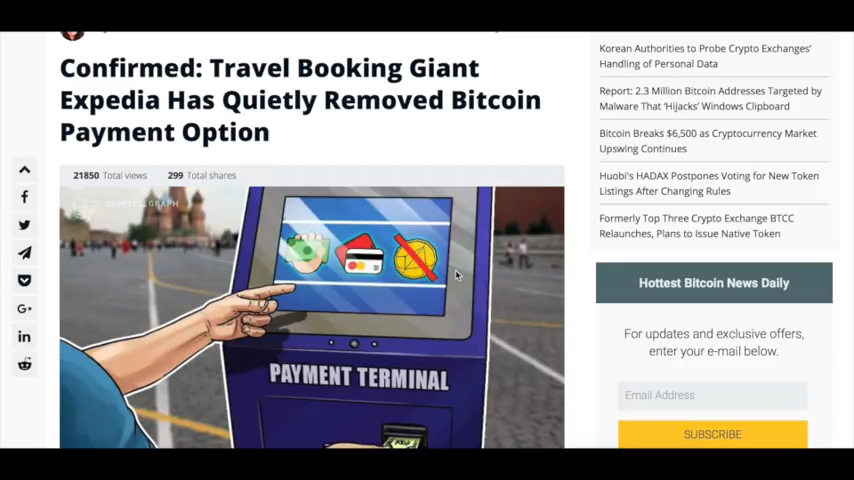 Confirmed: Travel Booking Giant
Expedia Has Quietly Removed Bitcoin
Payment Option
21850 Total views 299 Total shares
COINTELEGRAPH
PAYMENT TERMINAL
G+
in
Korean Authorities to Probe Crypto Exchanges'
Handling of Personal Data
Report: 2.3 Million Bitcoin Addresses Targeted by
Malware That 'Hijacks' Windows Clipboard
Bitcoin Breaks $6,500 as Cryptocurrency Market
Upswing Continues
Huobi's HADAX Postpones Voting for New Token
Listings After Changing Rules
Formerly Top Three Crypto Exchange BTCC
Relaunches, Plans to Issue Native Token
Hottest Bitcoin News Daily
For updates and exclusive offers,
enter your e-mail below.
Email Address
SUBSCRIBE